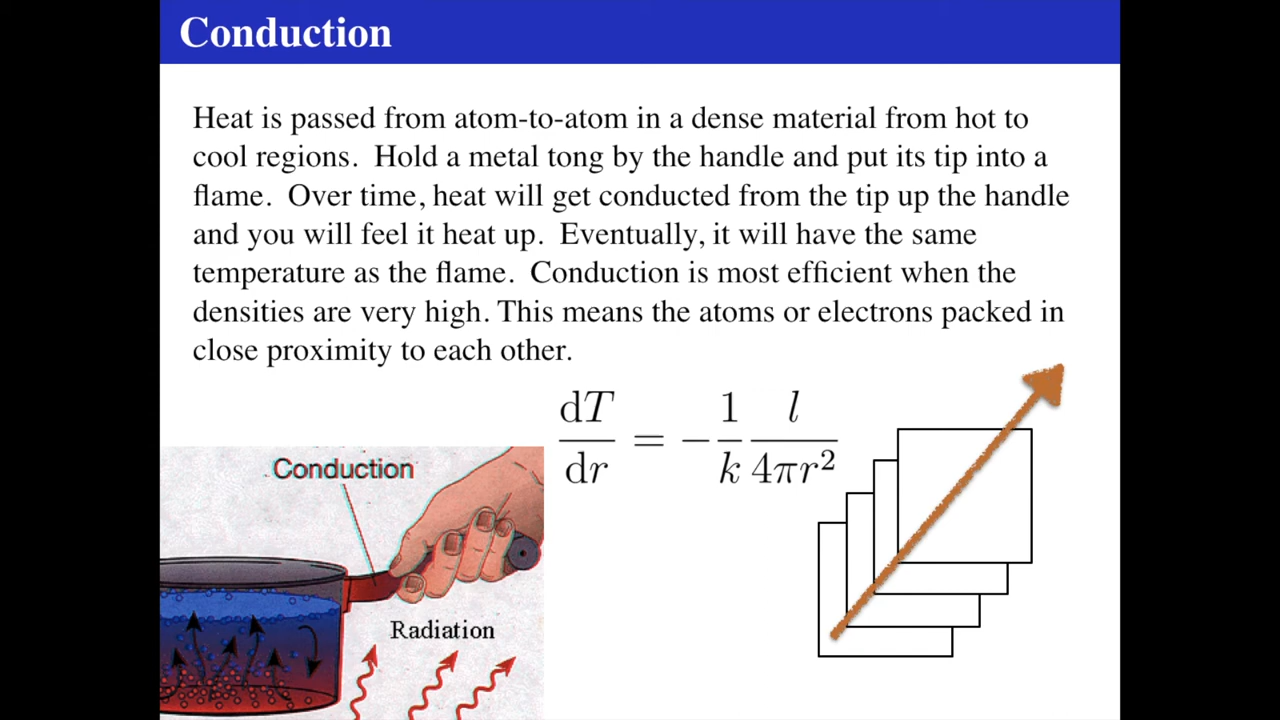 Conduction
Heat is passed from atom-to-atom in a dense material from hot to
cool regions. Hold a metal tong by the handle and put its tip into a
flame. Over time, heat will get conducted from the tip up the handle
and you will feel it heat up. Eventually, it will have the same
temperature as the flame. Conduction is most efficient when the
densities are very high. This means the atoms or electrons packed in
close proximity to each other.
dT/dr = -1/k l/4πr²
Conduction
Radiation